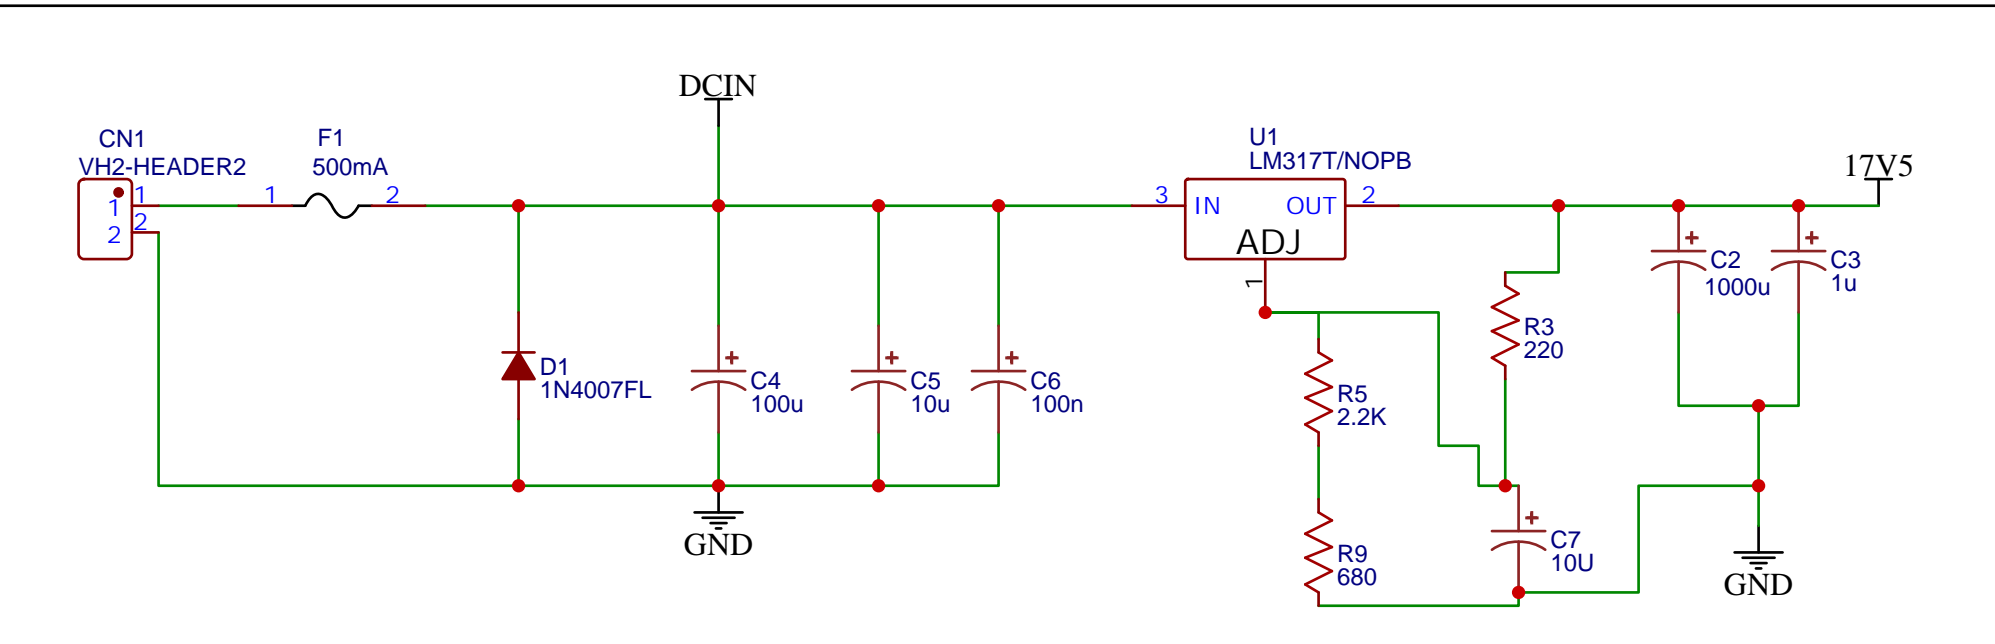 DCIN
CN1
VH2-HEADER2
1
1
2
2
F1
500mA
1
2
D1
1N4007FL
C4
100u
C5
10u
C6
100n
GND
U1
LM317T/NOPB
3
IN
OUT
2
ADJ
1
R5
2.2K
R9
680
R3
220
C7
10U
17V5
C2
1000u
C3
1u
GND